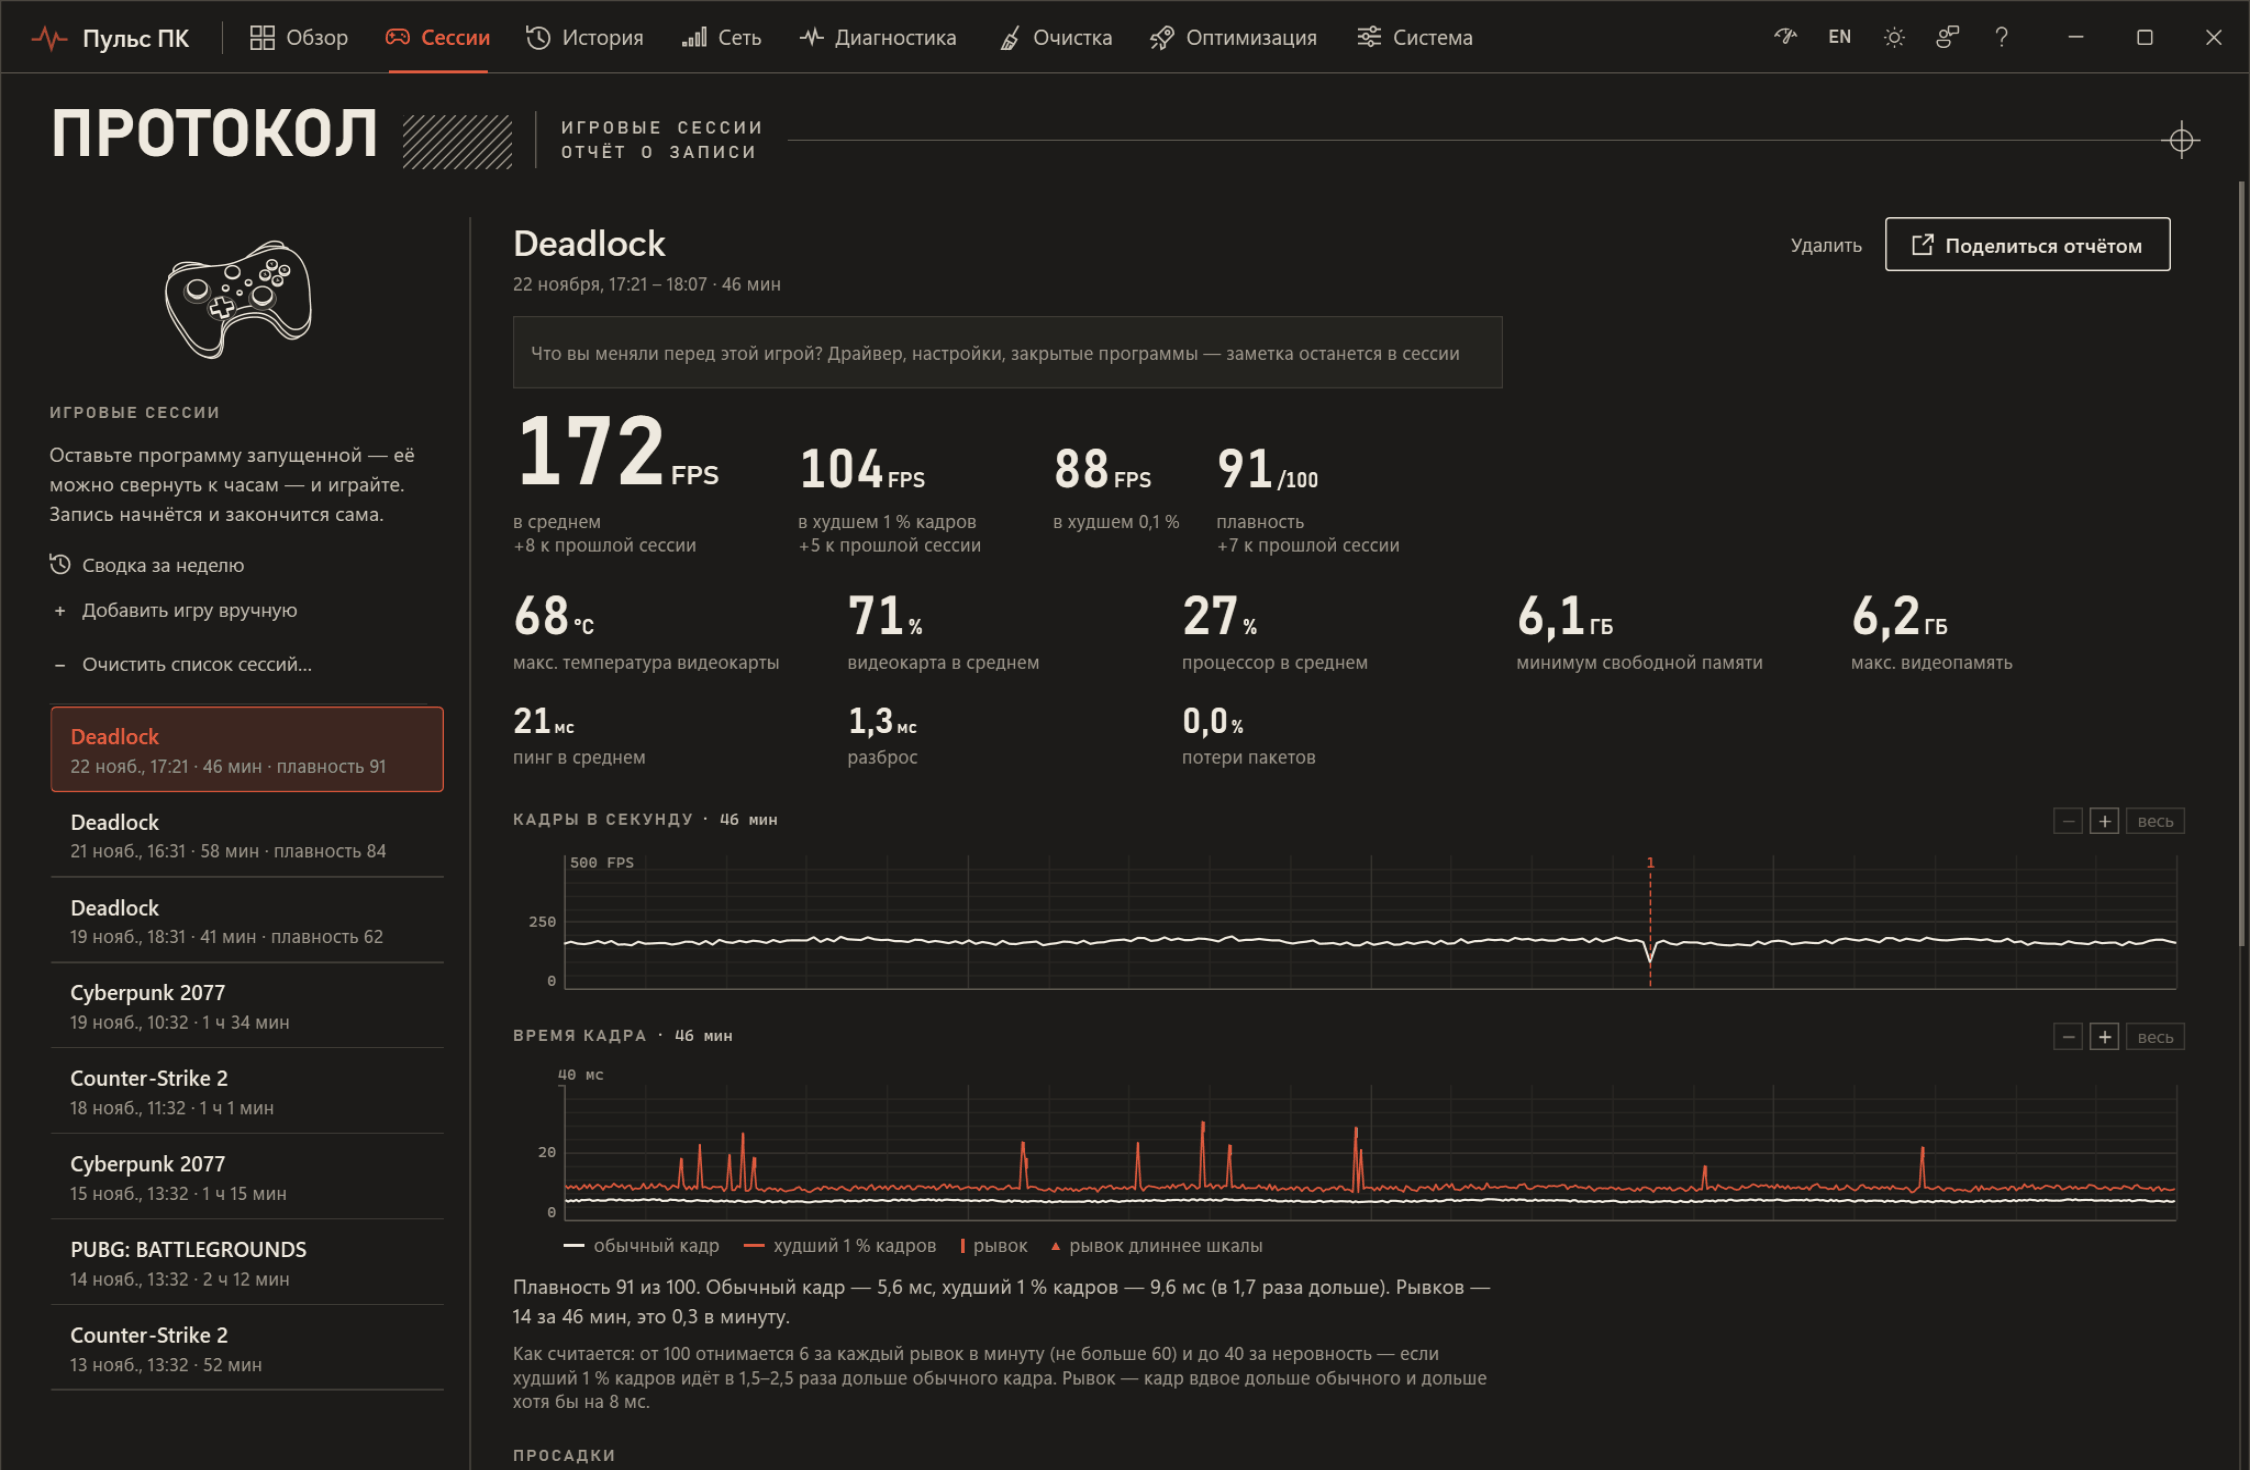 Пульс ПК
Обзор
Сессии
История
Сеть
Диагностика
Очистка
Оптимизация
Система
EN
?
ПРОТОКОЛ
ИГРОВЫЕ СЕССИИ
ОТЧЁТ О ЗАПИСИ
ИГРОВЫЕ СЕССИИ
Оставьте программу запущенной — её
можно свернуть к часам — и играйте.
Запись начнётся и закончится сама.
Сводка за неделю
+ Добавить игру вручную
– Очистить список сессий...
Deadlock
22 нояб., 17:21 · 46 мин · плавность 91
Deadlock
21 нояб., 16:31 · 58 мин · плавность 84
Deadlock
19 нояб., 18:31 · 41 мин · плавность 62
Cyberpunk 2077
19 нояб., 10:32 · 1 ч 34 мин
Counter-Strike 2
18 нояб., 11:32 · 1 ч 1 мин
Cyberpunk 2077
15 нояб., 13:32 · 1 ч 15 мин
PUBG: BATTLEGROUNDS
14 нояб., 13:32 · 2 ч 12 мин
Counter-Strike 2
13 нояб., 13:32 · 52 мин
Deadlock
22 ноября, 17:21 – 18:07 · 46 мин
Удалить
Поделиться отчётом
Что вы меняли перед этой игрой? Драйвер, настройки, закрытые программы — заметка останется в сессии
172 FPS
в среднем
+8 к прошлой сессии
104 FPS
в худшем 1 % кадров
+5 к прошлой сессии
88 FPS
в худшем 0,1 %
91 /100
плавность
+7 к прошлой сессии
68 °C
макс. температура видеокарты
71 %
видеокарта в среднем
27 %
процессор в среднем
6,1 ГБ
минимум свободной памяти
6,2 ГБ
макс. видеопамять
21 мс
пинг в среднем
1,3 мс
разброс
0,0 %
потери пакетов
КАДРЫ В СЕКУНДУ · 46 мин
− + весь
500 FPS
1
250
0
ВРЕМЯ КАДРА · 46 мин
− + весь
40 мс
20
0
обычный кадр
худший 1 % кадров
рывок
рывок длиннее шкалы
Плавность 91 из 100. Обычный кадр — 5,6 мс, худший 1 % кадров — 9,6 мс (в 1,7 раза дольше). Рывков —
14 за 46 мин, это 0,3 в минуту.
Как считается: от 100 отнимается 6 за каждый рывок в минуту (не больше 60) и до 40 за неровность — если
худший 1 % кадров идёт в 1,5–2,5 раза дольше обычного кадра. Рывок — кадр вдвое дольше обычного и дольше
хотя бы на 8 мс.
ПРОСАДКИ